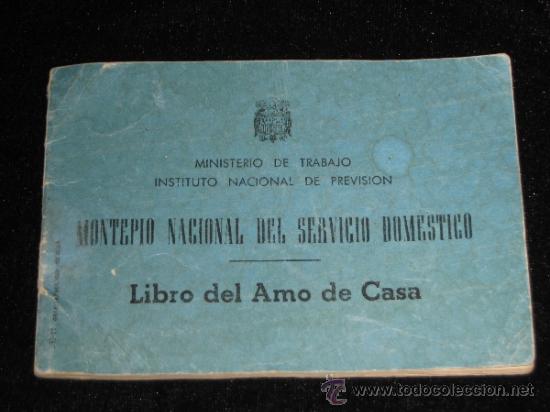 MINISTERIO DE TRABAJO
INSTITUTO NACIONAL DE PREVISION
MONTEPIO NACIONAL DEL SERVICIO DOMESTICO
Libro del Amo de Casa
www.todocoleccion.net